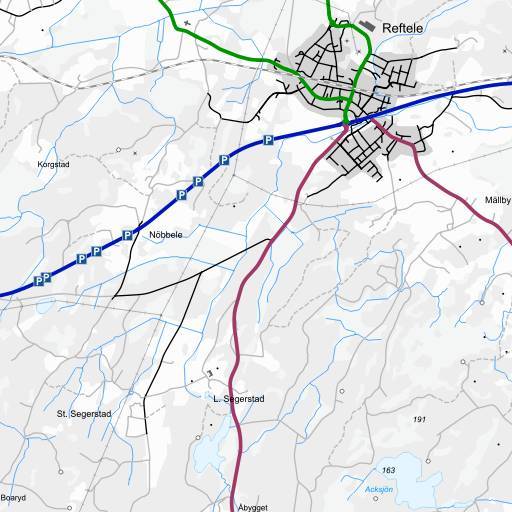 Reftele
Korgstad
Mällby
P
P
P
P
Nöbbele
P
P
P
P
P
L. Segerstad
St. Segerstad
191
163
Acksjön
Boaryd
Åbygget